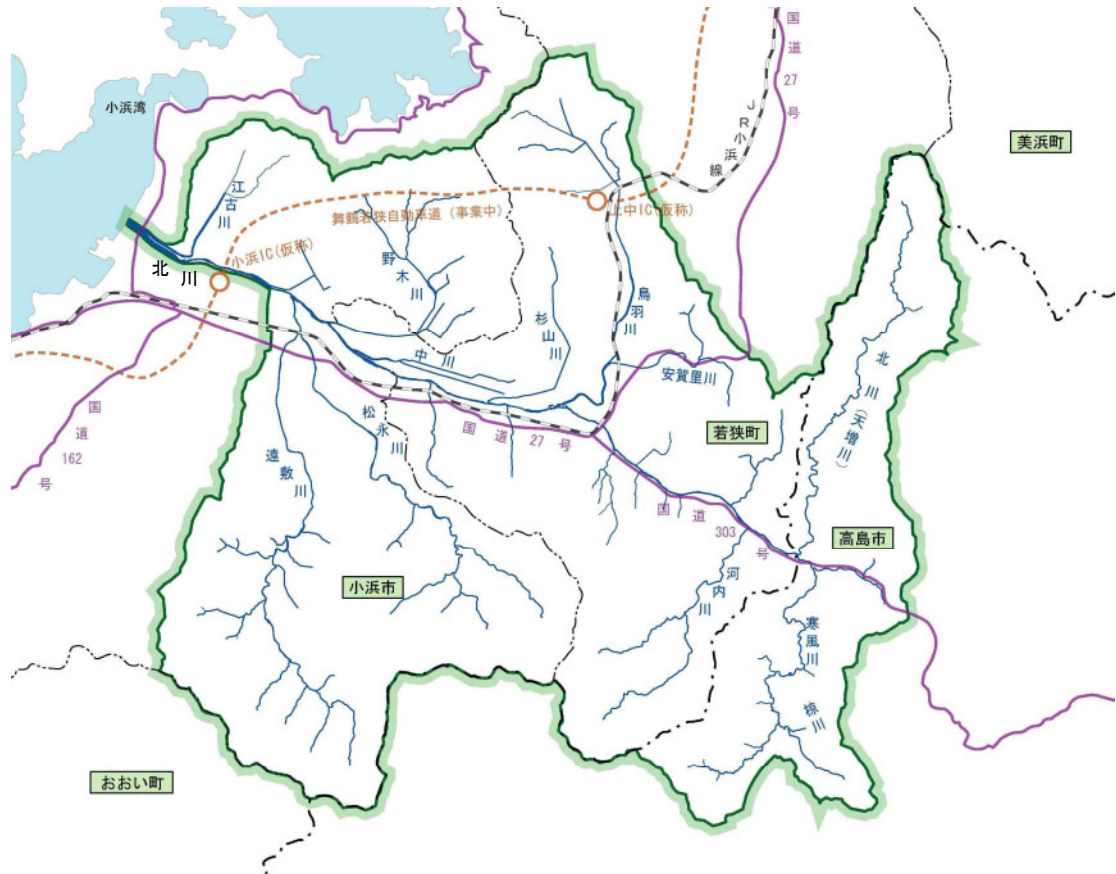 小浜湾
国道27号
JR小浜線
美浜町
江古川
舞鶴若狭自動車道（事業中）
上中IC(仮称)
小浜IC(仮称)
北川
野木川
鳥羽川
杉山川
中川
安賀里川
北川（天増川）
松永川
国道27号
若狭町
国道162号
遠敷川
国道303号
高島市
小浜市
河内川
寒風川
椋川
おおい町